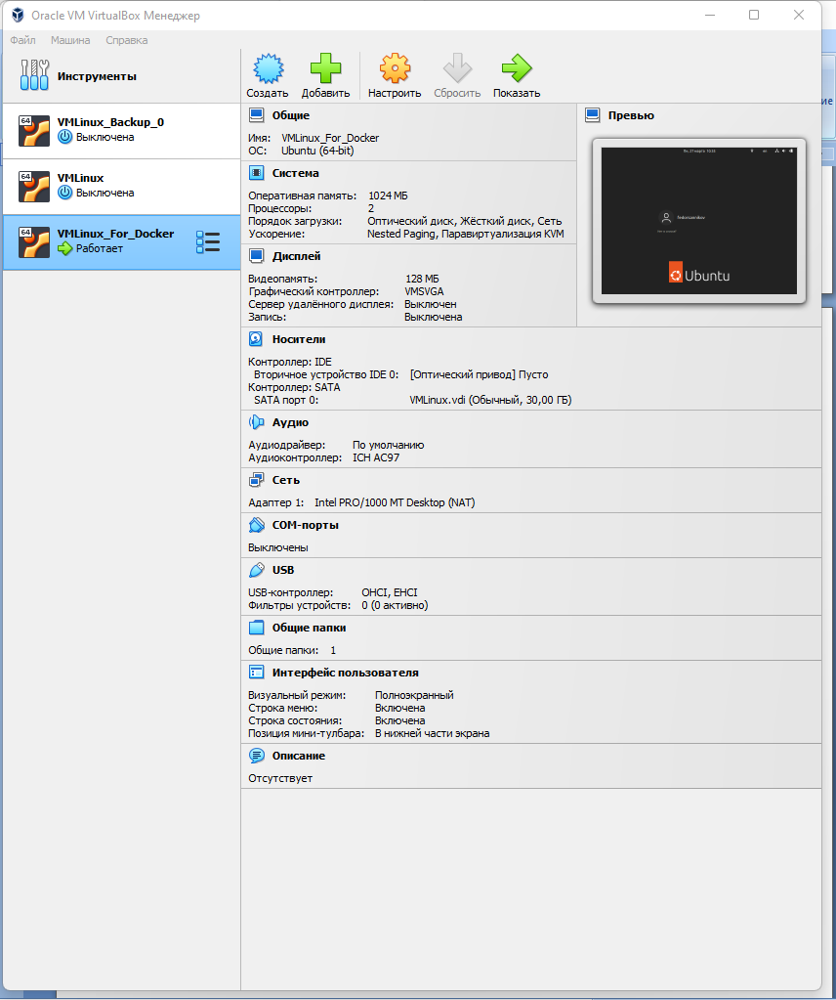 Oracle VM VirtualBox Менеджер
Файл Машина Справка
Инструменты
Создать Добавить Настроить Сбросить Показать
64
VMLinux_Backup_0
Выключена
64
VMLinux
Выключена
64
VMLinux_For_Docker
Работает
Общие
Имя: VMLinux_For_Docker
ОС: Ubuntu (64-bit)
Система
Оперативная память: 1024 МБ
Процессоры: 2
Порядок загрузки: Оптический диск, Жёсткий диск, Сеть
Ускорение: Nested Paging, Паравиртуализация KVM
Дисплей
Видеопамять: 128 МБ
Графический контроллер: VMSVGA
Сервер удалённого дисплея: Выключен
Запись: Выключена
Превью
Ubuntu
Носители
Контроллер: IDE
Вторичное устройство IDE 0: [Оптический привод] Пусто
Контроллер: SATA
SATA порт 0: VMLinux.vdi (Обычный, 30,00 ГБ)
Аудио
Аудиодрайвер: По умолчанию
Аудиоконтроллер: ICH AC97
Сеть
Адаптер 1: Intel PRO/1000 MT Desktop (NAT)
COM-порты
Выключены
USB
USB-контроллер: OHCI, EHCI
Фильтры устройств: 0 (0 активно)
Общие папки
Общие папки: 1
Интерфейс пользователя
Визуальный режим: Полноэкранный
Строка меню: Включена
Строка состояния: Включена
Позиция мини-тулбара: В нижней части экрана
Описание
Отсутствует